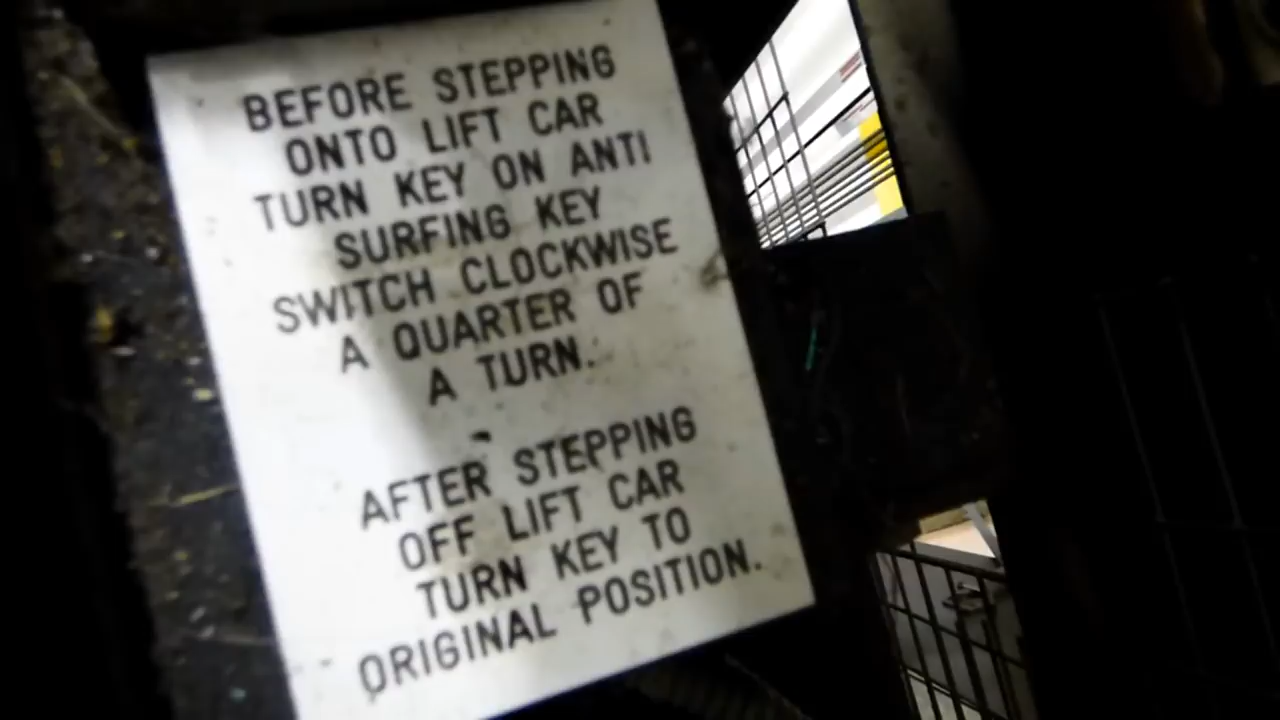 BEFORE STEPPING
ONTO LIFT CAR
TURN KEY ON ANTI
SURFING KEY
SWITCH CLOCKWISE
A QUARTER OF
A TURN.
AFTER STEPPING
OFF LIFT CAR
TURN KEY TO
ORIGINAL POSITION.